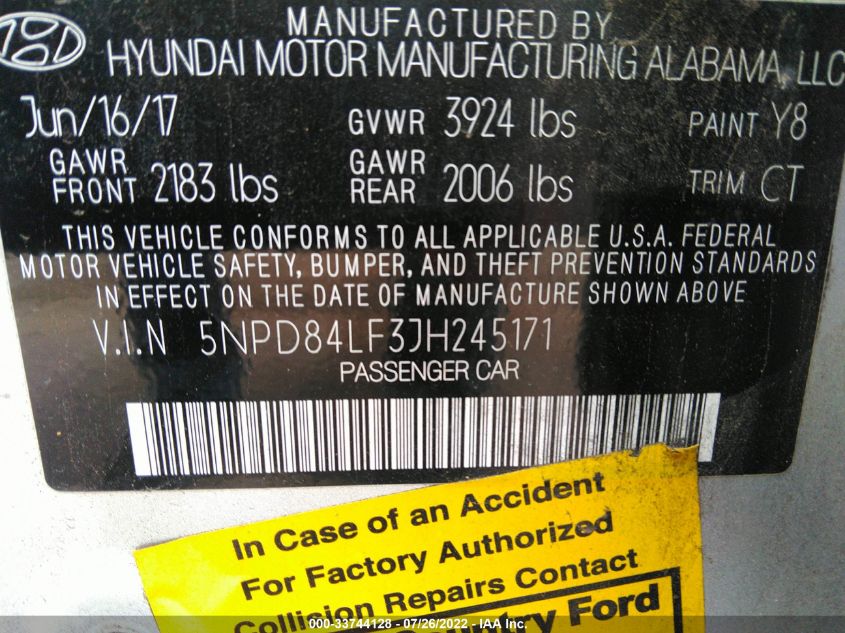 MANUFACTURED BY
HYUNDAI MOTOR MANUFACTURING ALABAMA, LLC
Jun/16/17 GVWR 3924 lbs PAINT Y8
GAWR FRONT 2183 lbs GAWR REAR 2006 lbs TRIM CT
THIS VEHICLE CONFORMS TO ALL APPLICABLE U.S.A. FEDERAL
MOTOR VEHICLE SAFETY, BUMPER, AND THEFT PREVENTION STANDARDS
IN EFFECT ON THE DATE OF MANUFACTURE SHOWN ABOVE
V.I.N 5NPD84LF3JH245171
PASSENGER CAR
In Case of an Accident
For Factory Authorized
Collision Repairs Contact
Country Ford
000-33744128 - 07/26/2022 - IAA Inc.